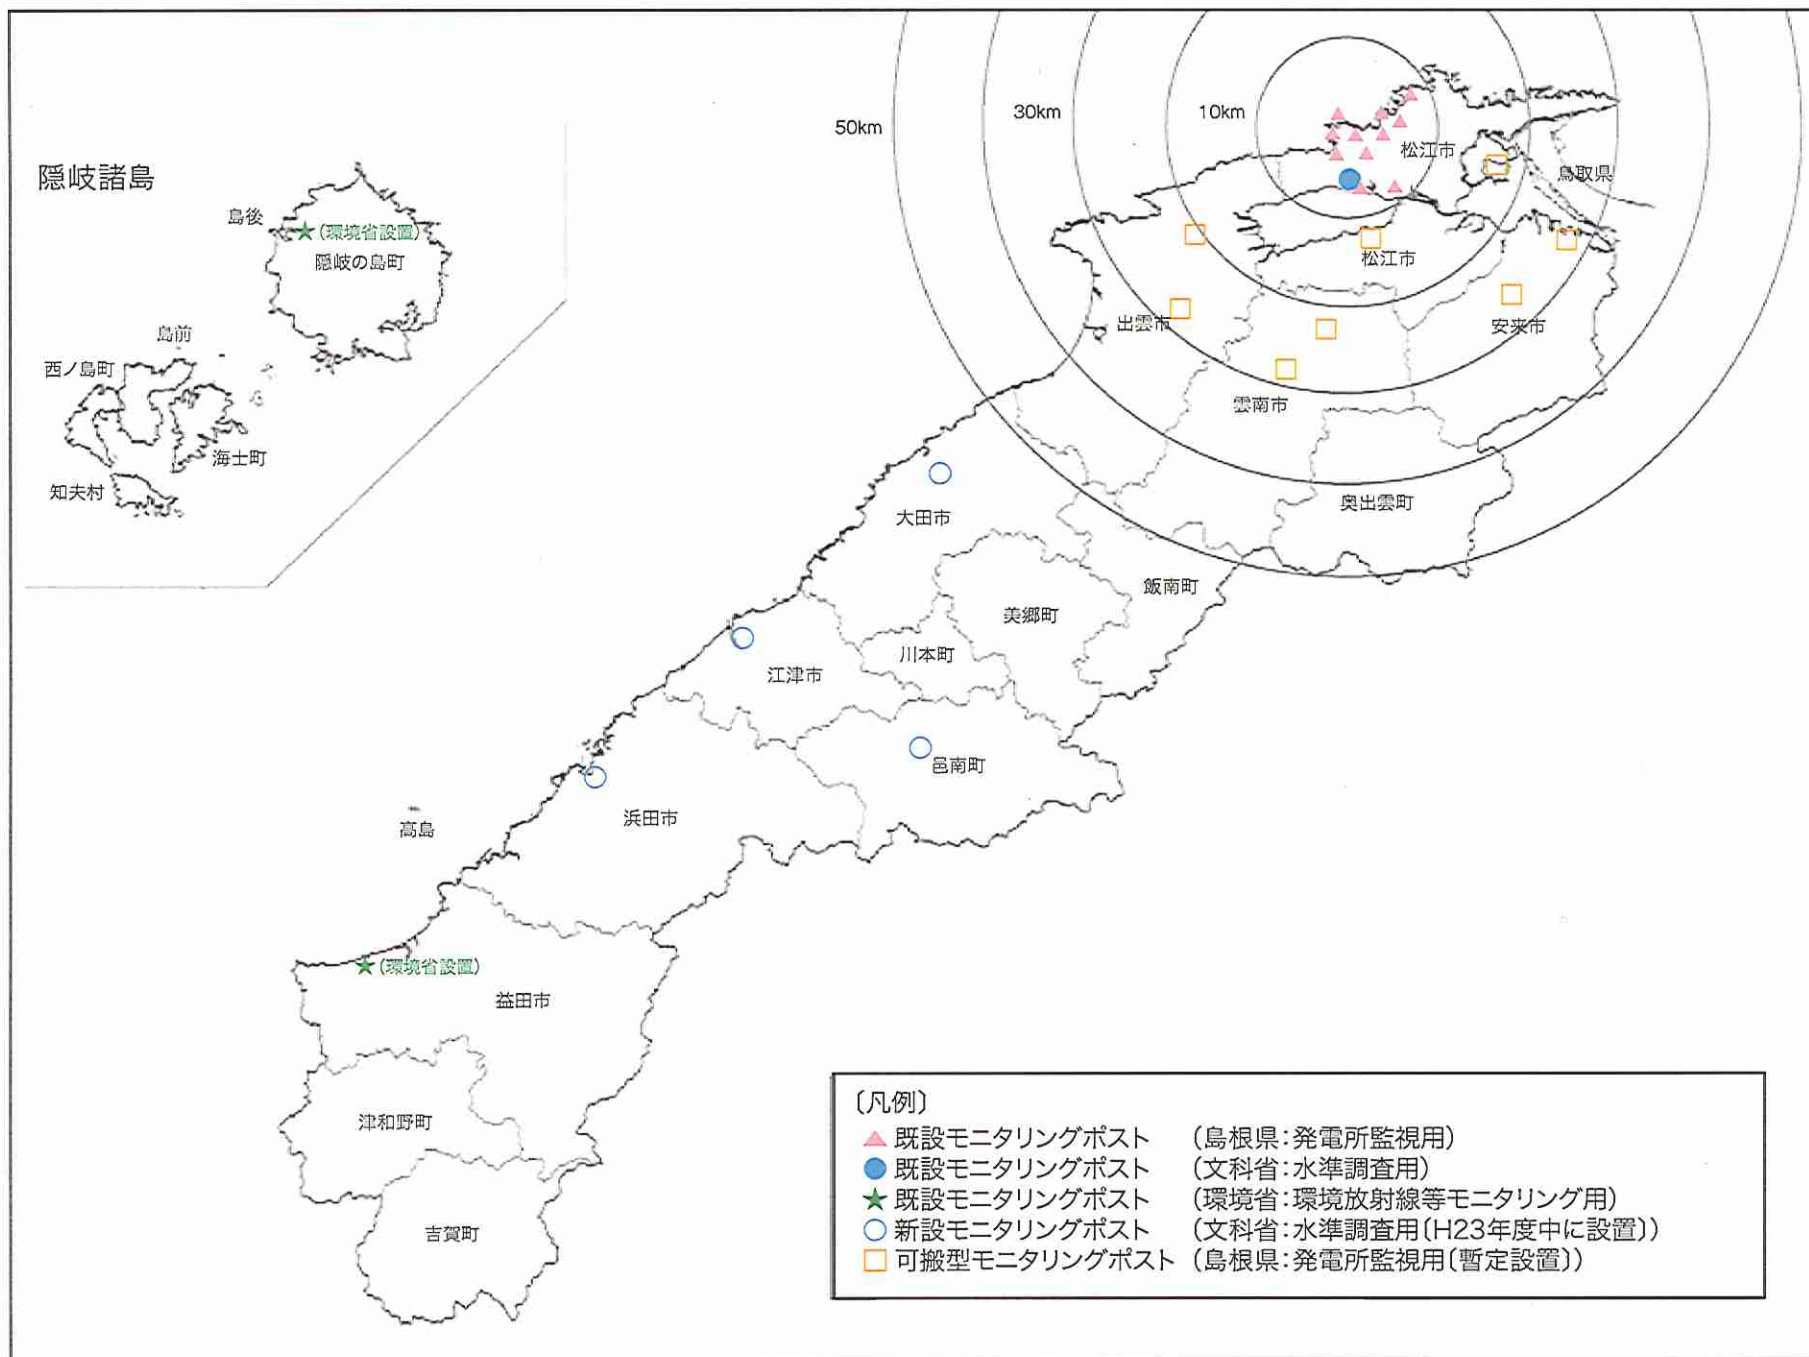 50km
30km
10km
隠岐諸島
島後
(環境省設置)
隠岐の島町
島前
西ノ島町
海士町
知夫村
松江市
鳥取県
松江市
出雲市
安来市
雲南市
奥出雲町
大田市
飯南町
美郷町
川本町
江津市
邑南町
浜田市
高島
(環境省設置)
益田市
津和野町
吉賀町
〔凡例〕
既設モニタリングポスト (島根県:発電所監視用)
既設モニタリングポスト (文科省:水準調査用)
既設モニタリングポスト (環境省:環境放射線等モニタリング用)
新設モニタリングポスト (文科省:水準調査用〔H23年度中に設置〕)
可搬型モニタリングポスト (島根県:発電所監視用〔暫定設置〕)